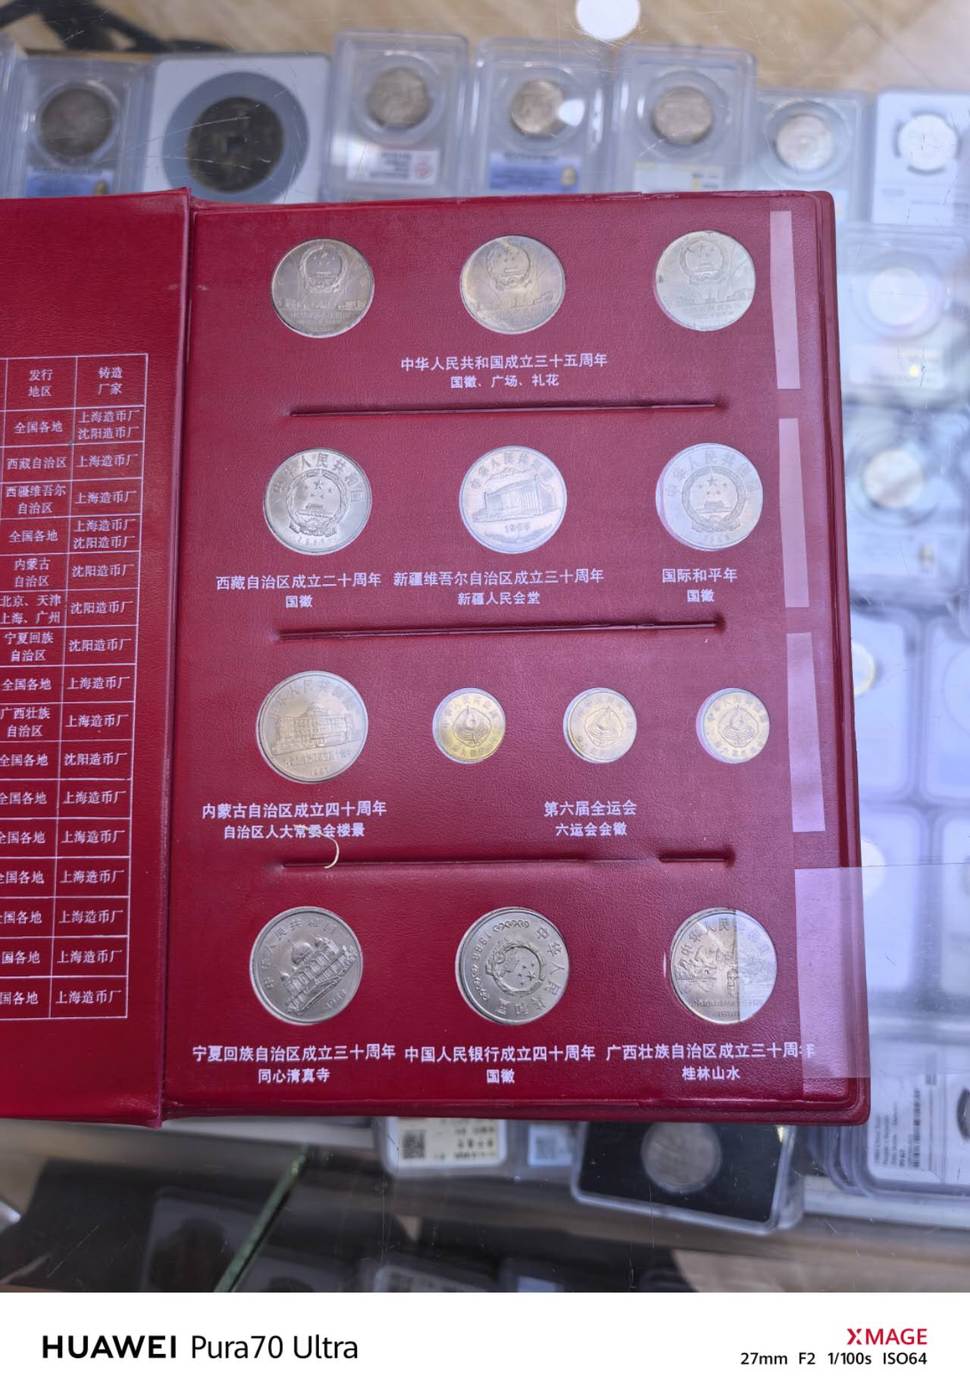 发行
地区
铸造
厂家
全国各地
上海造币厂
沈阳造币厂
西藏自治区
上海造币厂
西疆维吾尔
自治区
上海造币厂
全国各地
上海造币厂
沈阳造币厂
内蒙古
自治区
沈阳造币厂
北京、天津
上海、广州
沈阳造币厂
宁夏回族
自治区
沈阳造币厂
全国各地
上海造币厂
广西壮族
自治区
上海造币厂
全国各地
沈阳造币厂
全国各地
上海造币厂
全国各地
上海造币厂
全国各地
上海造币厂
全国各地
上海造币厂
国各地
上海造币厂
国各地
上海造币厂
中华人民共和国成立三十五周年
国徽、广场、礼花
西藏自治区成立二十周年
国徽
新疆维吾尔自治区成立三十周年
新疆人民会堂
国际和平年
国徽
内蒙古自治区成立四十周年
自治区人大常委会楼景
第六届全运会
六运会会徽
宁夏回族自治区成立三十周年
同心清真寺
中国人民银行成立四十周年
国徽
广西壮族自治区成立三十周年
桂林山水
HUAWEI Pura70 Ultra
XMAGE
27mm F2 1/100s ISO64